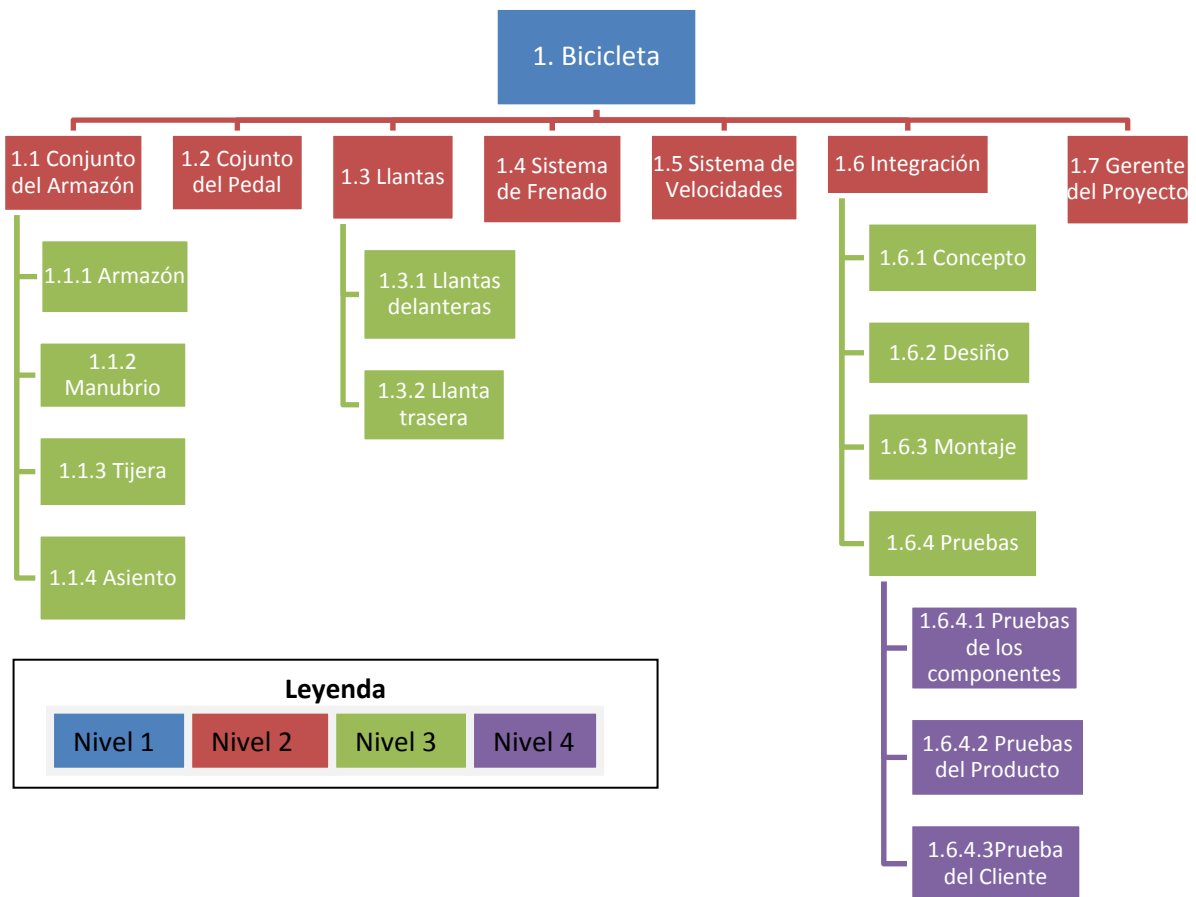 1. Bicicleta
1.1 Conjunto
del Armazón
1.2 Cojunto
del Pedal
1.3 Llantas
1.4 Sistema
de Frenado
1.5 Sistema de
Velocidades
1.6 Integración
1.7 Gerente
del Proyecto
1.1.1 Armazón
1.1.2
Manubrio
1.1.3 Tijera
1.1.4 Asiento
1.3.1 Llantas
delanteras
1.3.2 Llanta
trasera
1.6.1 Concepto
1.6.2 Desiño
1.6.3 Montaje
1.6.4 Pruebas
1.6.4.1 Pruebas
de los
componentes
1.6.4.2 Pruebas
del Producto
1.6.4.3Prueba
del Cliente
Leyenda
Nivel 1
Nivel 2
Nivel 3
Nivel 4